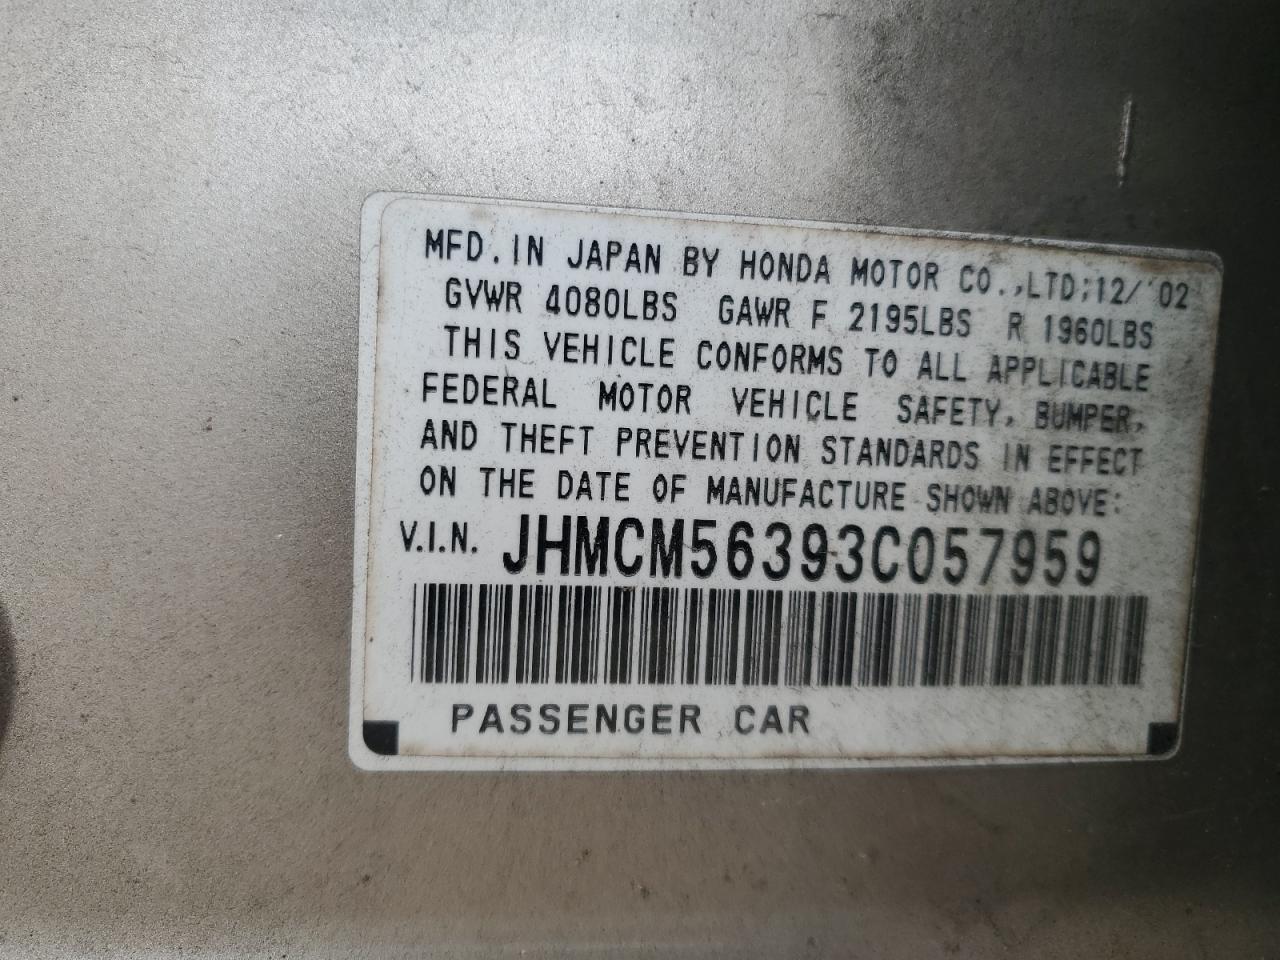 MFD. IN JAPAN BY HONDA MOTOR CO.,LTD;12/'02
GVWR 4080LBS GAWR F 2195LBS R 1960LBS
THIS VEHICLE CONFORMS TO ALL APPLICABLE
FEDERAL MOTOR VEHICLE SAFETY, BUMPER,
AND THEFT PREVENTION STANDARDS IN EFFECT
ON THE DATE OF MANUFACTURE SHOWN ABOVE:
V.I.N. JHMCM56393C057959
PASSENGER CAR